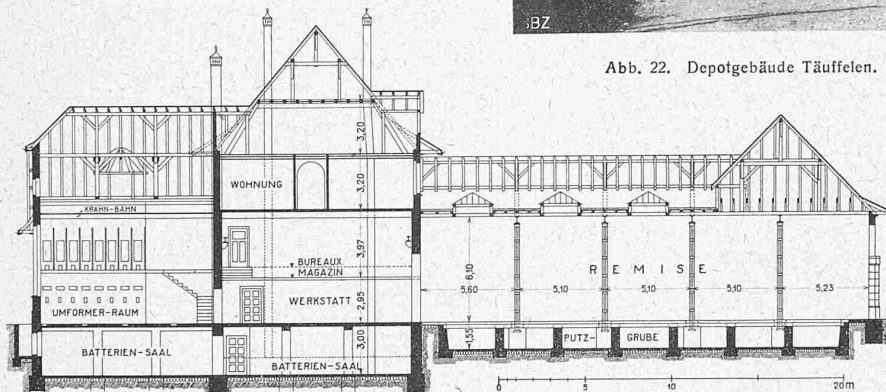 SBZ
Abb. 22. Depotgebäude Täuffelen.
3,20
WOHNUNG
3,20
KRAHN-BAHN
3,97
BUREAUX
MAGAZIN
6,10
REMISE
5,60 5,10 5,10 5,10 5,23
UMFORMER-RAUM
WERKSTATT
2,95
BATTERIEN-SAAL
3,00
BATTERIEN-SAAL
1,55
PUTZ- GRUBE
0 5 10 20m